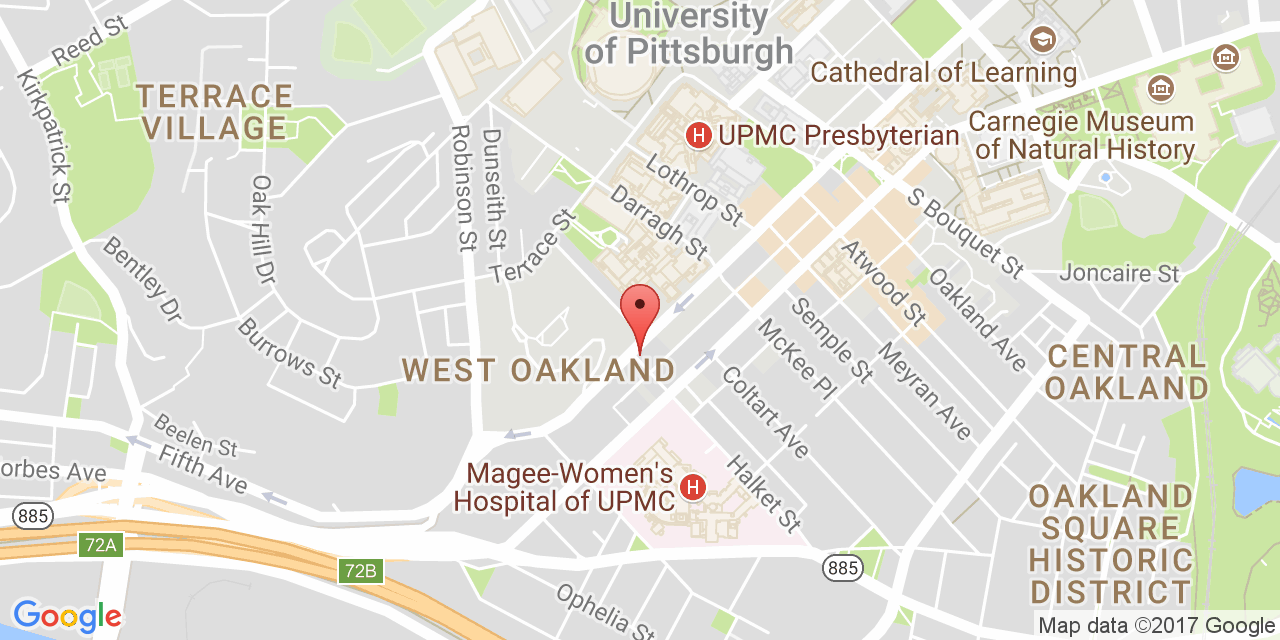 University
of Pittsburgh
Reed St
Kirkpatrick St
TERRACE
VILLAGE
Cathedral of Learning
Carnegie Museum
of Natural History
H
UPMC Presbyterian
Robinson St
Dunseith St
Oak Hill Dr
Lothrop St
Darragh St
Terrace St
S Bouquet St
Joncaire St
Bentley Dr
Atwood St
Oakland Ave
Burrows St
Semple St
McKee Pl
Meyran Ave
WEST OAKLAND
CENTRAL
OAKLAND
Coltart Ave
Beelen St
Fifth Ave
orbes Ave
Magee-Women's
Hospital of UPMC
H
Halket St
OAKLAND
SQUARE
HISTORIC
DISTRICT
885
72A
72B
885
Ophelia St
Google
Map data ©2017 Google